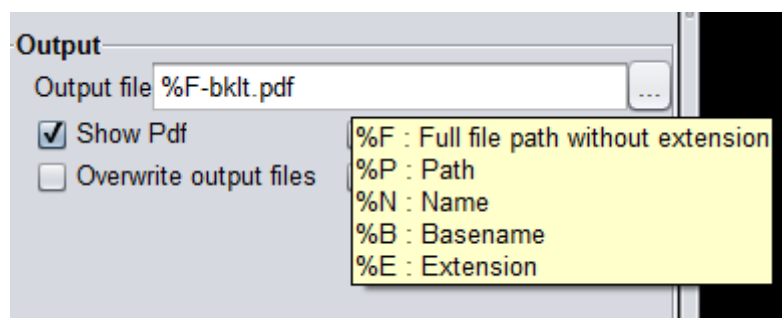 Output
Output file %F-bklt.pdf ...
Show Pdf
Overwrite output files
%F : Full file path without extension
%P : Path
%N : Name
%B : Basename
%E : Extension